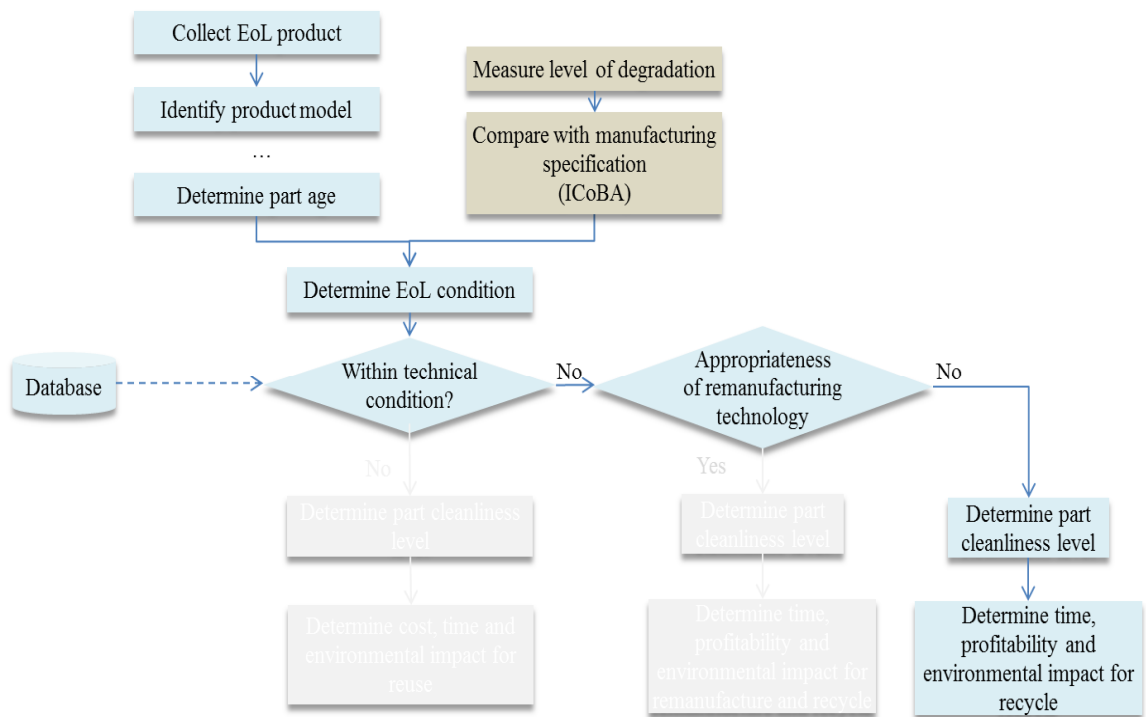 Collect EoL product
Identify product model
…
Determine part age
Measure level of degradation
Compare with manufacturing
specification
(ICoBA)
Determine EoL condition
Database
Within technical
condition?
No
Appropriateness
of remanufacturing
technology
No
No
Determine part cleanliness
level
Determine cost, time and
environmental impact for
reuse
Yes
Determine part
cleanliness level
Determine time,
profitability and
environmental impact for
remanufacture and recycle
Determine part
cleanliness level
Determine time,
profitability and
environmental impact for
recycle